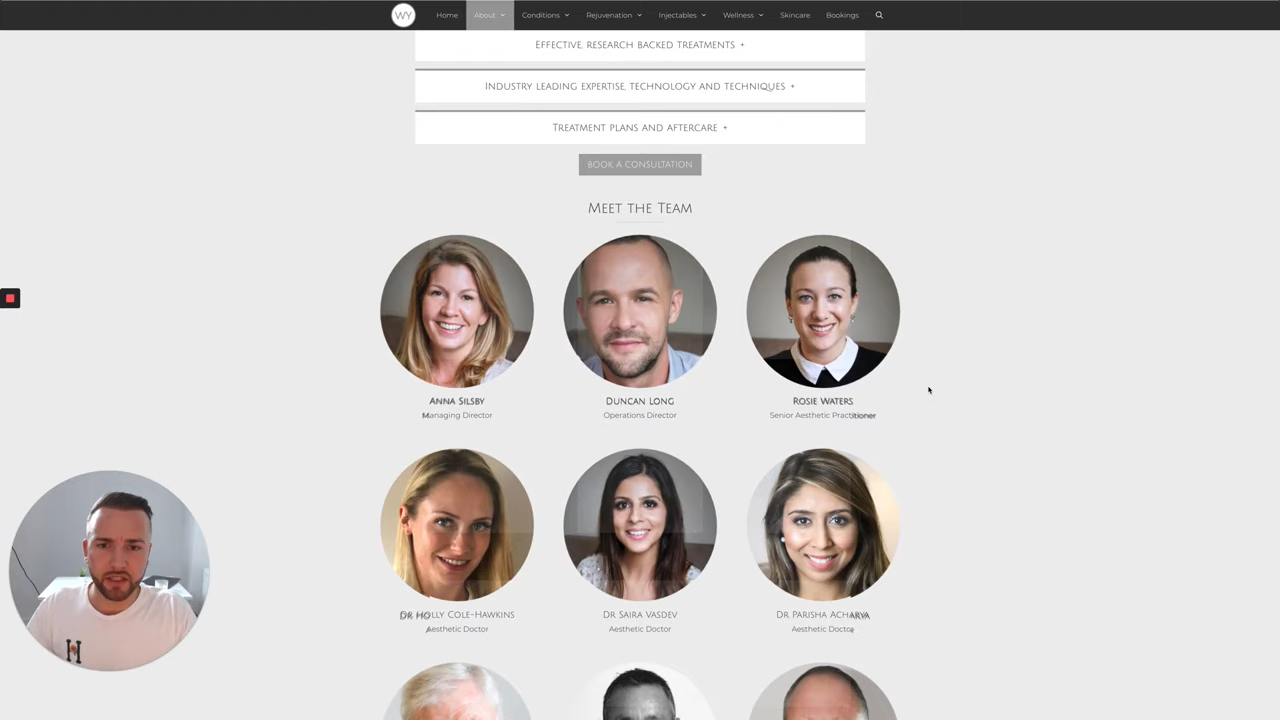 WY Home About Conditions Rejuvenation Injectables Wellness Skincare Bookings
Effective, research backed treatments +
Industry leading expertise, technology and techniques +
Treatment plans and aftercare +
BOOK A CONSULTATION
Meet the Team
Anna Silsby Duncan Long Rosie Waters
Managing Director Operations Director Senior Aesthetic Practitioner
Dr Holly Cole-Hawkins Dr Saira Vasdev Dr Parisha Acharya
Aesthetic Doctor Aesthetic Doctor Aesthetic Doctor
H